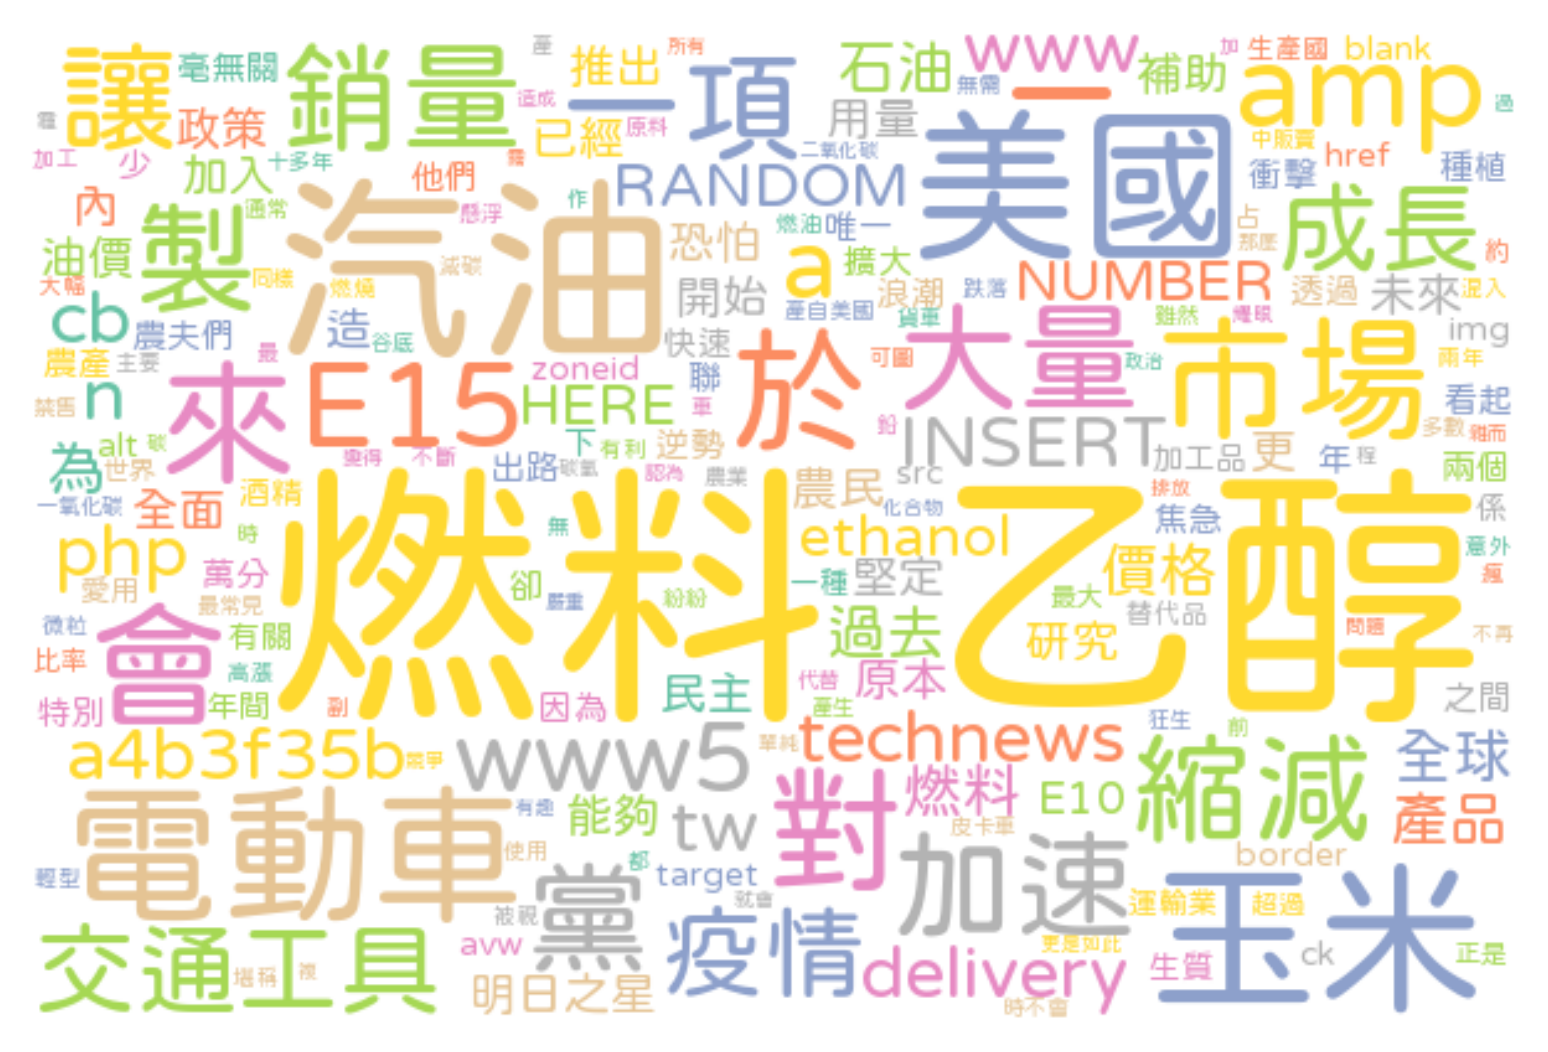 讓
毫無關
銷量
產
推出
所有
一項
石油
www
補助
加
生產國
blank
amp
政策
造成
已經
原料
用量
無需
一
美國
過
中販賣
加工
少
加入
十多年
他們
二氧化碳
href
衝擊
種植
內
製
通常
汽油
懸浮
作
RANDOM
恐怕
燃油
唯一
占
那麼
成長
約
油價
大幅
同樣
減碳
a
擴大
NUMBER
透過
未來
混入
cb
農夫們
燃燒
造
谷底
開始
產自美國
浪潮
跌落
貨車
雖然
耀眼
img
農產
主要
最
快速
zoneid
聯
於
可圖
大量
政治
市場
兩年
n
禁售
來
E15
HERE
車
看起
為
alt
碳
世界
變得
不斷
下
有利
逆勢
鉛
INSERT
加工品
更
年
程
多數
雜而
兩個
一氧化碳
全面
酒精
出路
碳氫
認為
農業
農民
src
化合物
排放
焦急
係
意外
php
時
萬分
燃料乙醇
無
ethanol
價格
愛用
最常見
卻
嚴重
紛紛
一種
堅定
最大
替代品
瘋
微粒
會
有關
過去
研究
問題
不再
比率
高漲
特別
年間
副
因為
民主
代替
原本
產生
之間
狂生
前
a4b3f35b
競爭
www5
單純
technews
縮減
全球
電動車
有趣
能夠
tw
對
燃料
E10
產品
皮卡車
使用
輕型
都
target
就會
加速
border
玉米
被視
黨
運輸業
超過
交通工具
堪稱
複
avw
明日之星
疫情
delivery
更是如此
生質
ck
正是
時不會